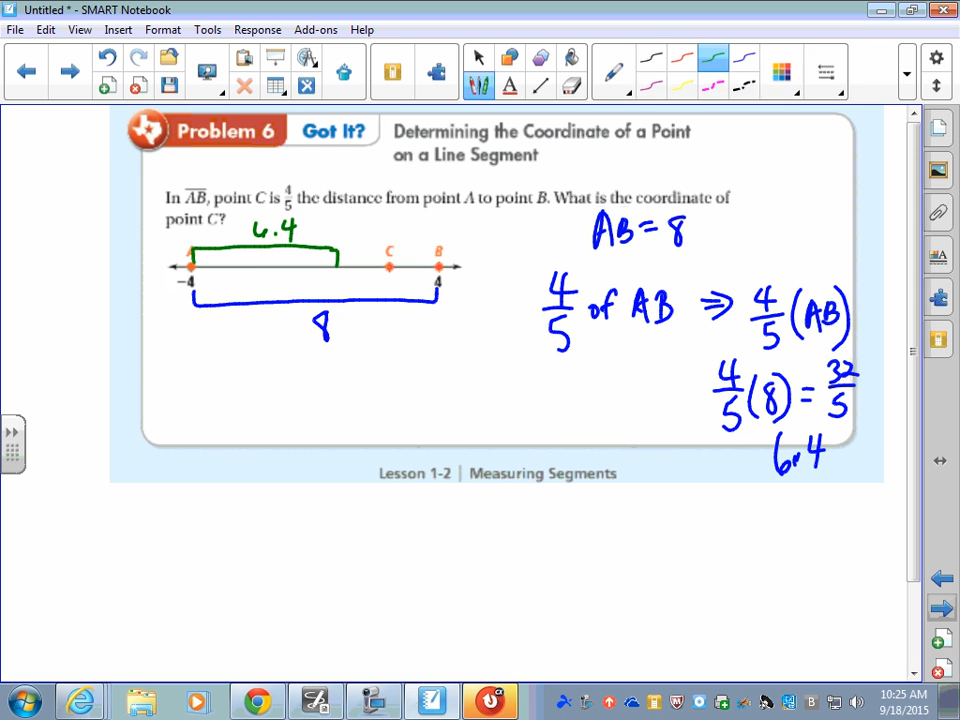 Untitled * - SMART Notebook
File Edit View Insert Format Tools Response Add-ons Help
Problem 6 Got It? Determining the Coordinate of a Point
on a Line Segment
In AB, point C is 4/5 the distance from point A to point B. What is the coordinate of
point C?
6.4
AB = 8
A C B
-4 4
8
4/5 of AB ⇒ 4/5 (AB)
4/5 (8) = 32/5
6.4
Lesson 1-2 | Measuring Segments
10:25 AM
9/18/2015